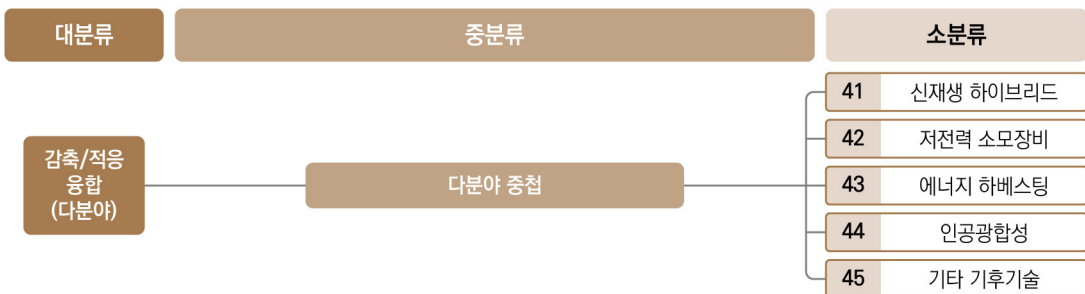 대분류
중분류
소분류
감축/적응
융합
(다분야)
다분야 중첩
41 신재생 하이브리드
42 저전력 소모장비
43 에너지 하베스팅
44 인공광합성
45 기타 기후기술